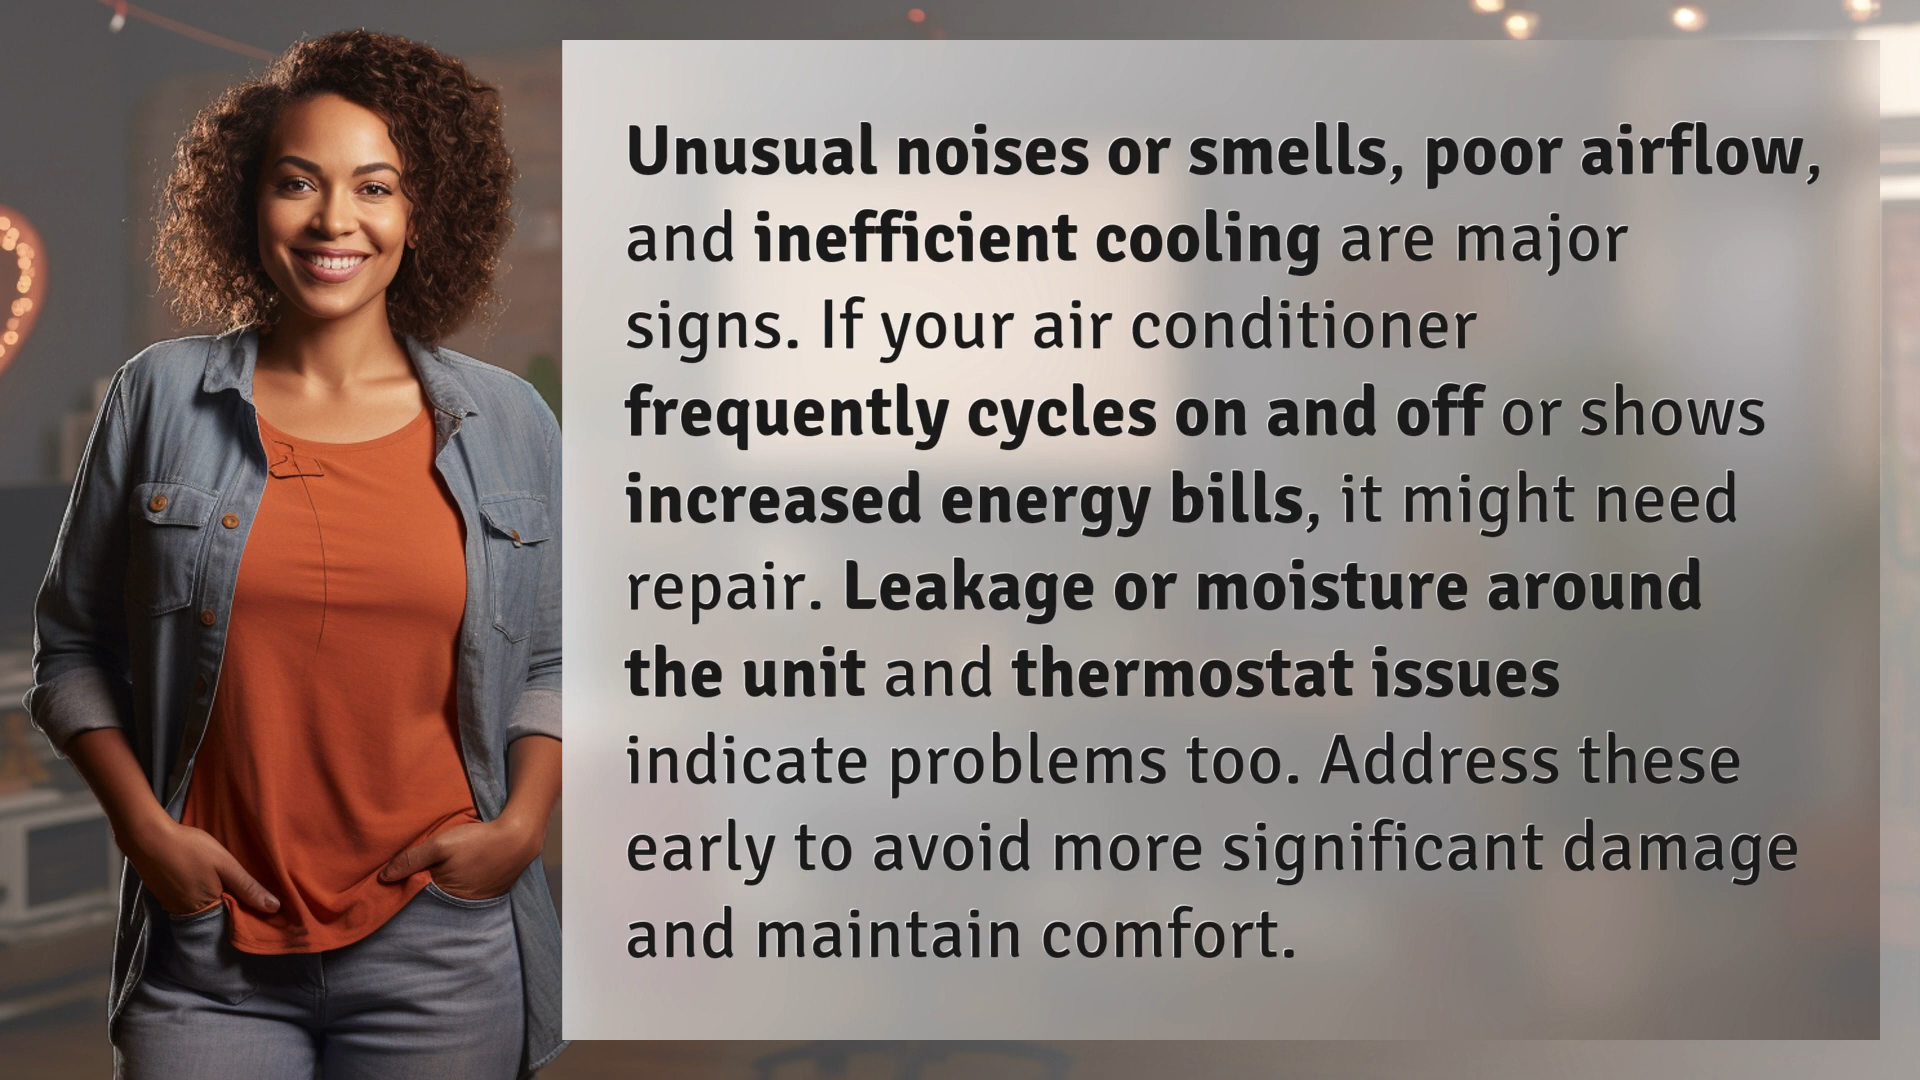 Unusual noises or smells, poor airflow,
and inefficient cooling are major
signs. If your air conditioner
frequently cycles on and off or shows
increased energy bills, it might need
repair. Leakage or moisture around
the unit and thermostat issues
indicate problems too. Address these
early to avoid more significant damage
and maintain comfort.